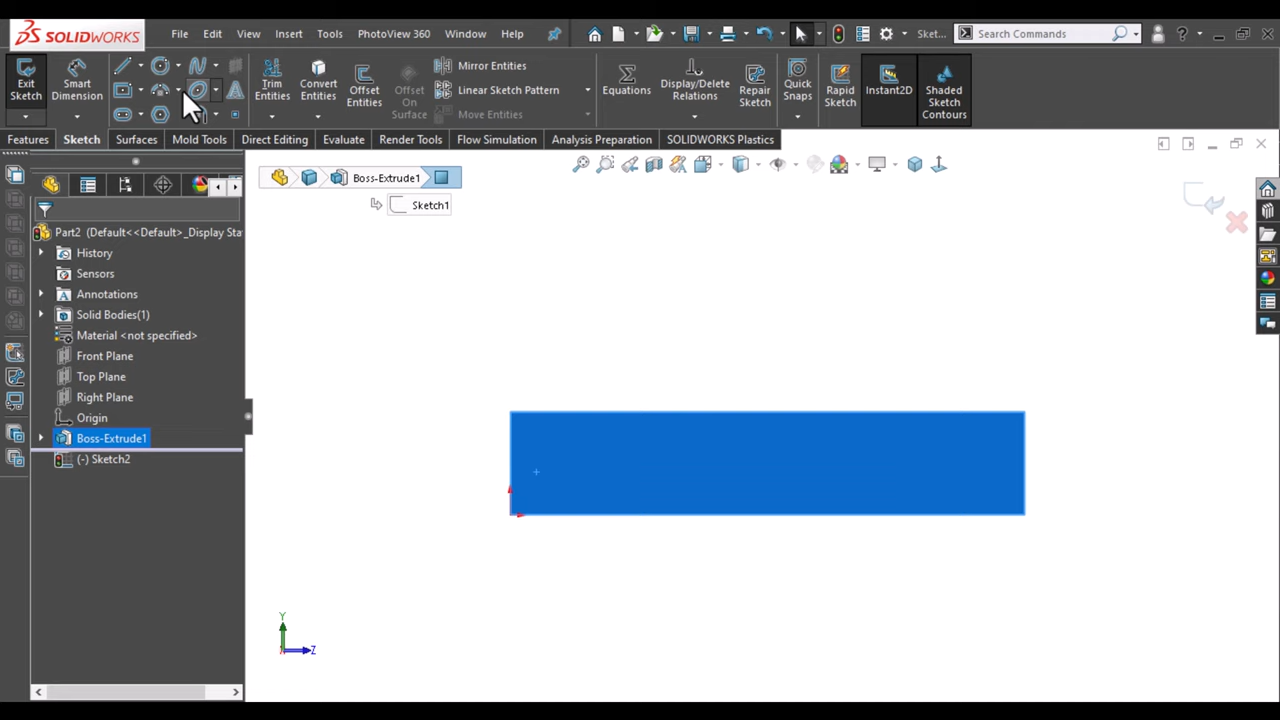 SOLIDWORKS File Edit View Insert Tools PhotoView 360 Window Help Sket... Search Commands ?
Exit Sketch
Smart Dimension
Trim Entities
Convert Entities
Offset Entities
Offset On Surface
Mirror Entities
Linear Sketch Pattern
Move Entities
Equations
Display/Delete Relations
Repair Sketch
Quick Snaps
Rapid Sketch
Instant2D
Shaded Sketch Contours
Features Sketch Surfaces Mold Tools Direct Editing Evaluate Render Tools Flow Simulation Analysis Preparation SOLIDWORKS Plastics
Boss-Extrude1
Sketch1
Part2 (Default<<Default>_Display Sta
History
Sensors
Annotations
Solid Bodies(1)
Material <not specified>
Front Plane
Top Plane
Right Plane
Origin
Boss-Extrude1
(-) Sketch2
Y
Z